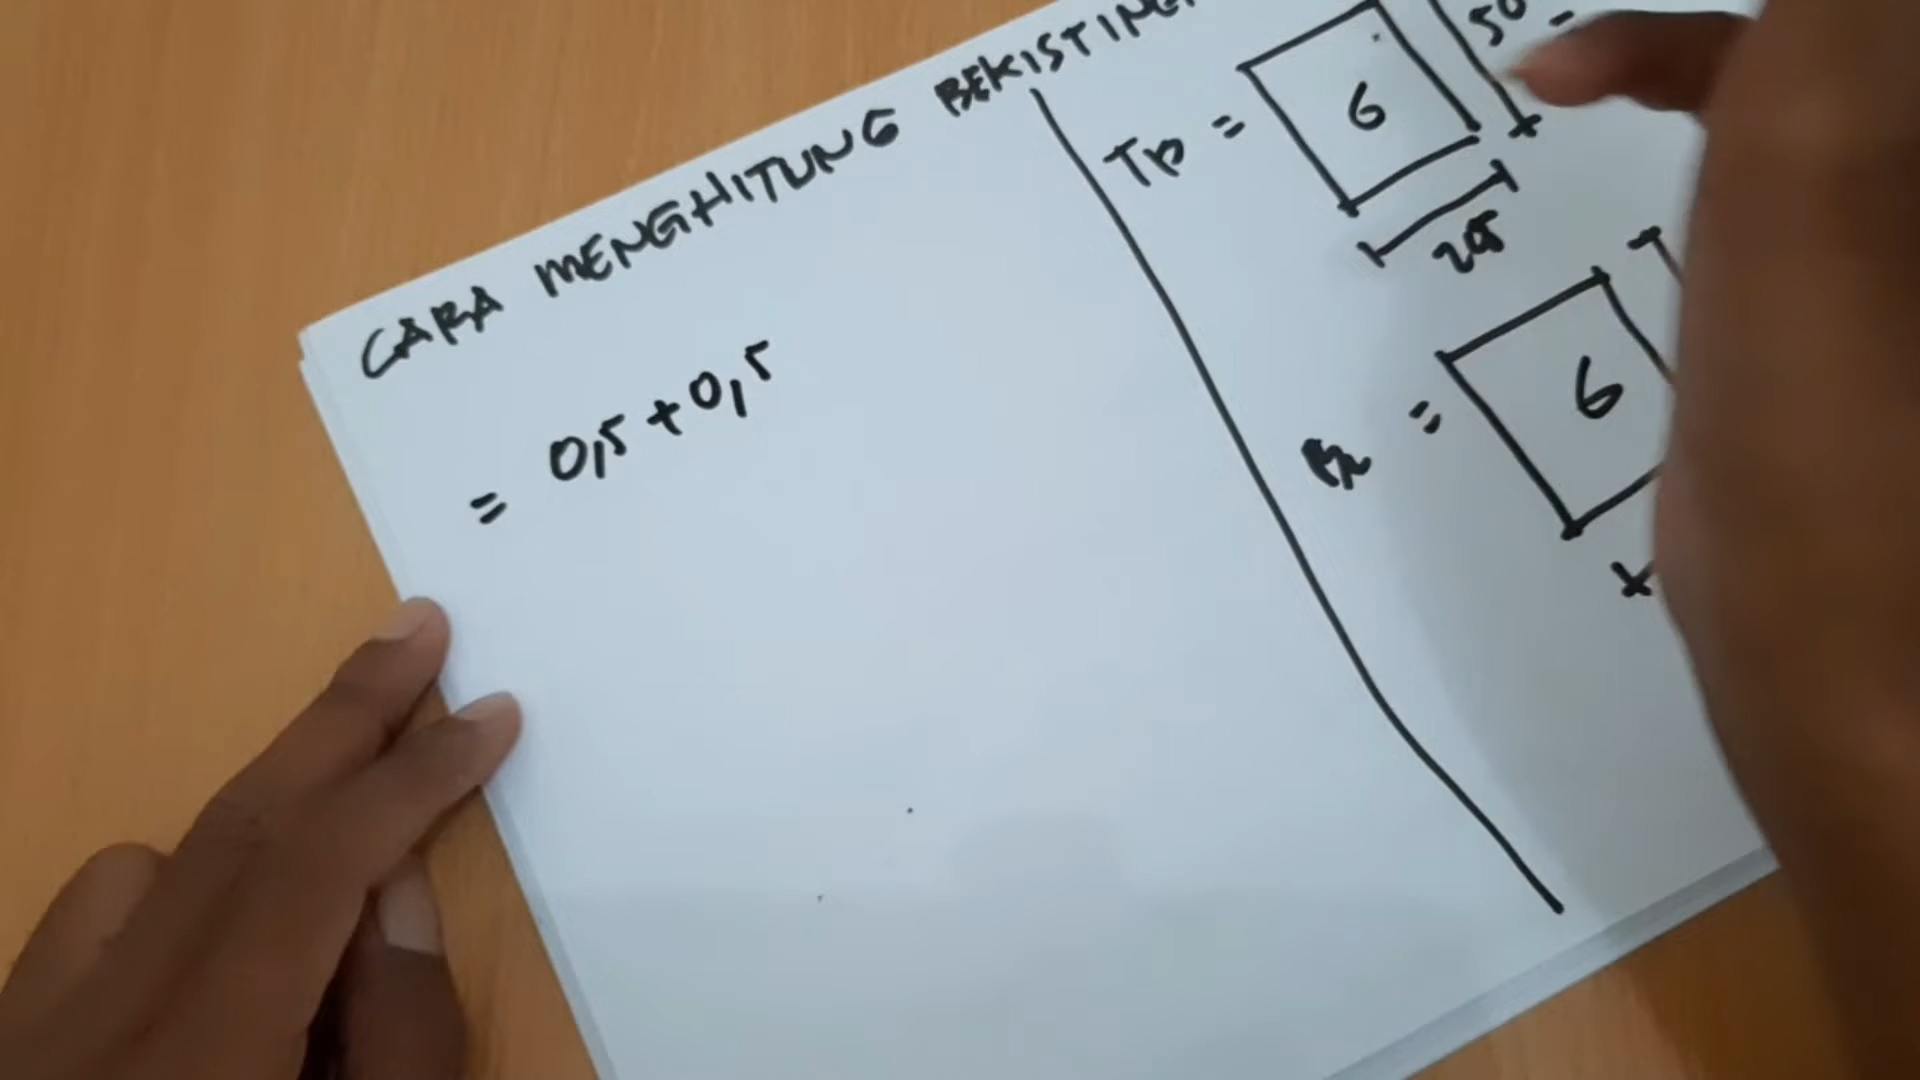 CARA MENGHITUNG BEKISTING
= 0,5 + 0,5
Tp = 6
50
25
= 6